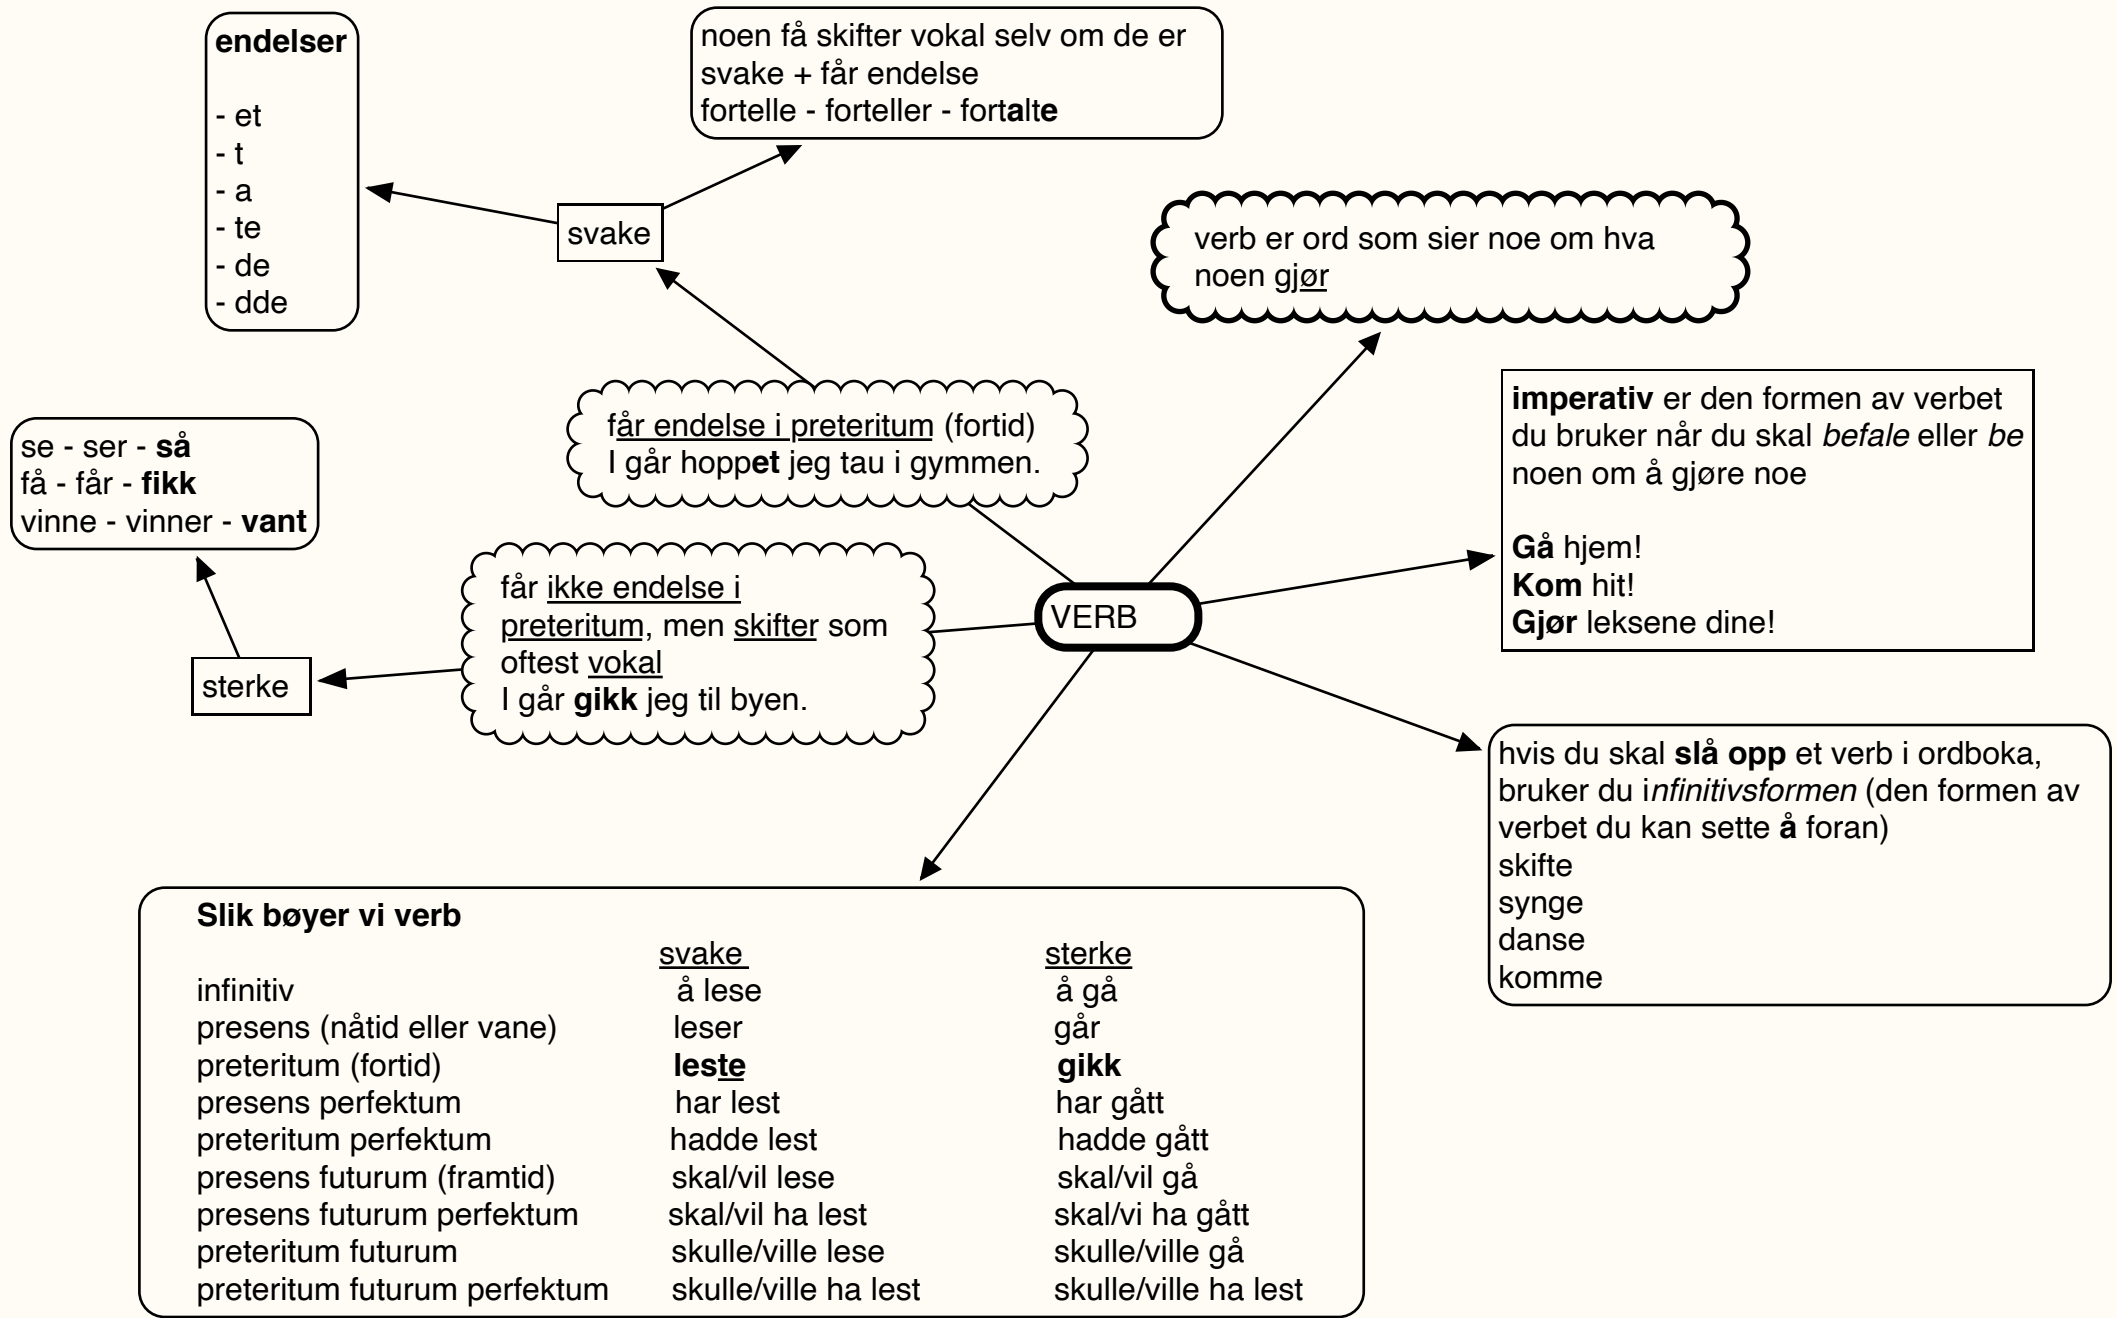 endelser
- et
- t
- a
- te
- de
- dde
noen få skifter vokal selv om de er
svake + får endelse
fortelle - forteller - fortalte
svake
verb er ord som sier noe om hva
noen gjør
får endelse i preteritum (fortid)
I går hoppet jeg tau i gymmen.
imperativ er den formen av verbet
du bruker når du skal befale eller be
noen om å gjøre noe
Gå hjem!
Kom hit!
Gjør leksene dine!
se - ser - så
få - får - fikk
vinne - vinner - vant
får ikke endelse i
preteritum, men skifter som
oftest vokal
I går gikk jeg til byen.
VERB
sterke
hvis du skal slå opp et verb i ordboka,
bruker du infinitivsformen (den formen av
verbet du kan sette å foran)
skifte
synge
danse
komme
Slik bøyer vi verb
svake sterke
infinitiv å lese å gå
presens (nåtid eller vane) leser går
preteritum (fortid) leste gikk
presens perfektum har lest har gått
preteritum perfektum hadde lest hadde gått
presens futurum (framtid) skal/vil lese skal/vil gå
presens futurum perfektum skal/vil ha lest skal/vi ha gått
preteritum futurum skulle/ville lese skulle/ville gå
preteritum futurum perfektum skulle/ville ha lest skulle/ville ha lest